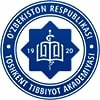 O'ZBEKISTON RESPUBLIKASI
19 20
TOSHKENT TIBBIYOT AKADEMIYASI